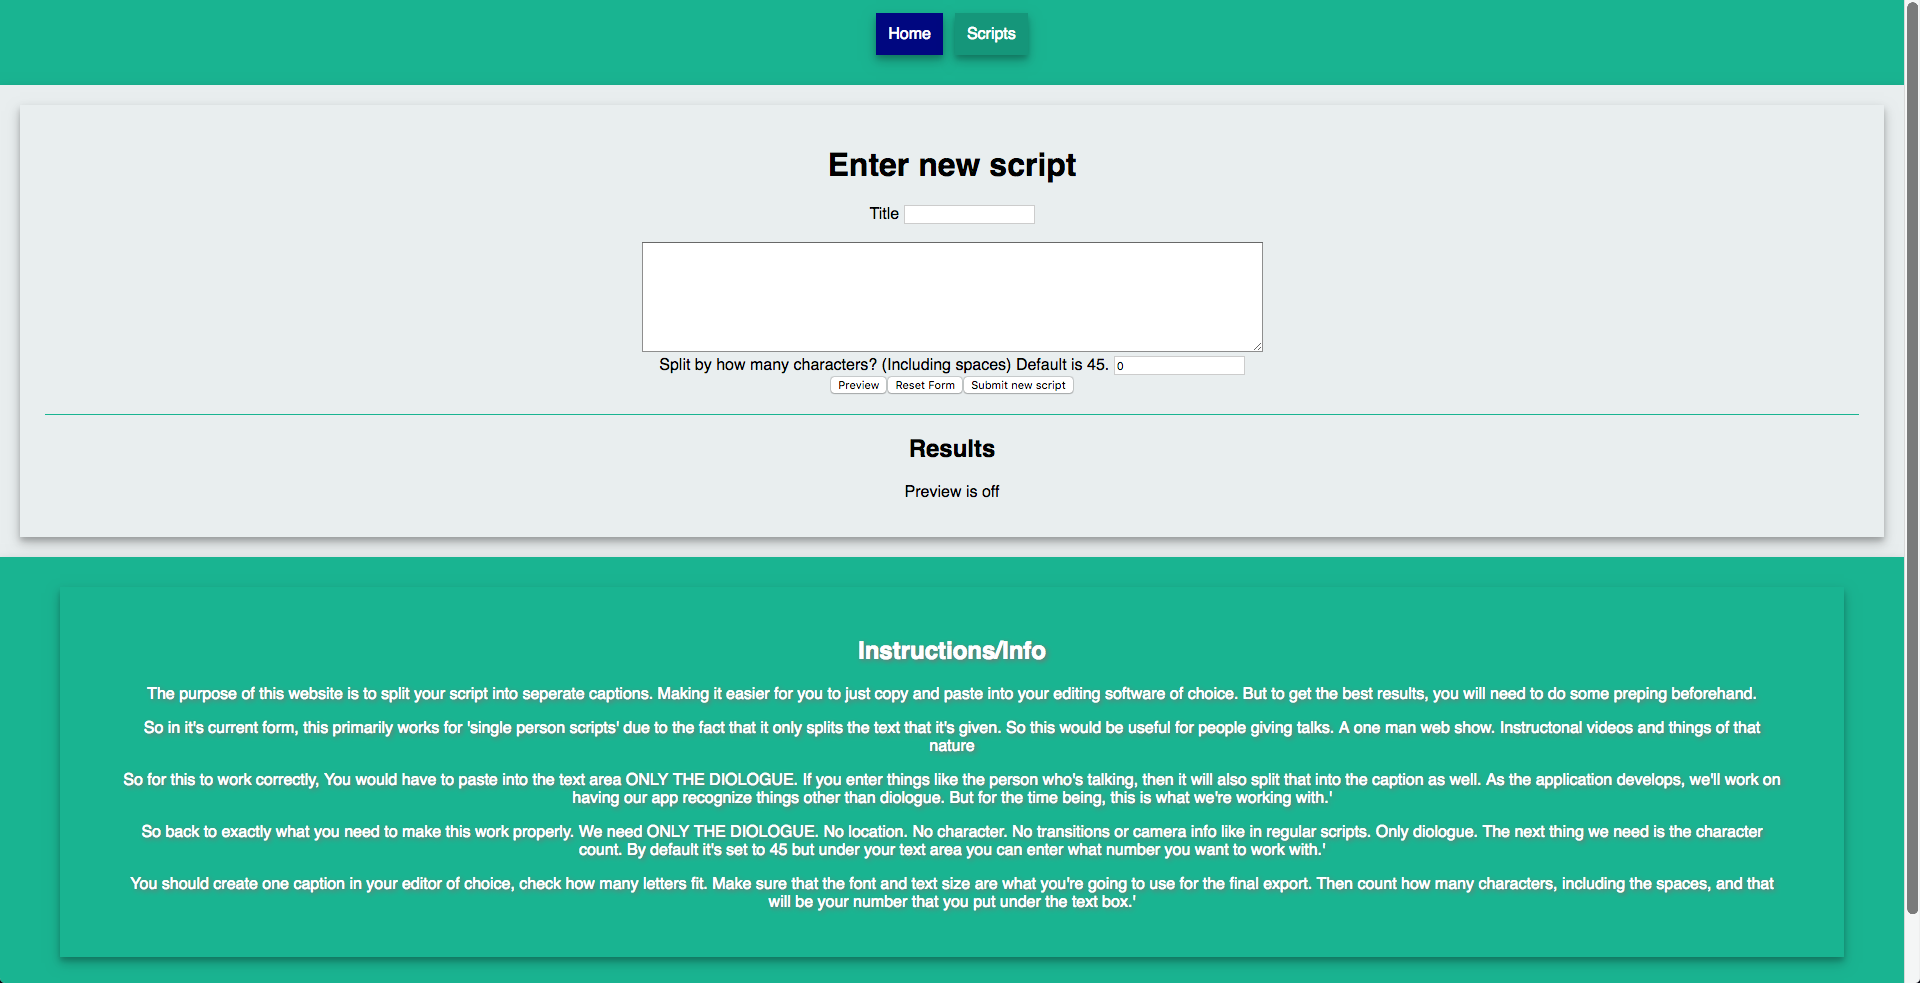 Home Scripts
Enter new script
Title
Split by how many characters? (Including spaces) Default is 45. 0
Preview Reset Form Submit new script
Results
Preview is off
Instructions/Info
The purpose of this website is to split your script into seperate captions. Making it easier for you to just copy and paste into your editing software of choice. But to get the best results, you will need to do some preping beforehand.
So in it's current form, this primarily works for 'single person scripts' due to the fact that it only splits the text that it's given. So this would be useful for people giving talks. A one man web show. Instructonal videos and things of that
nature
So for this to work correctly, You would have to paste into the text area ONLY THE DIOLOGUE. If you enter things like the person who's talking, then it will also split that into the caption as well. As the application develops, we'll work on
having our app recognize things other than diologue. But for the time being, this is what we're working with.'
So back to exactly what you need to make this work properly. We need ONLY THE DIOLOGUE. No location. No character. No transitions or camera info like in regular scripts. Only diologue. The next thing we need is the character
count. By default it's set to 45 but under your text area you can enter what number you want to work with.'
You should create one caption in your editor of choice, check how many letters fit. Make sure that the font and text size are what you're going to use for the final export. Then count how many characters, including the spaces, and that
will be your number that you put under the text box.'